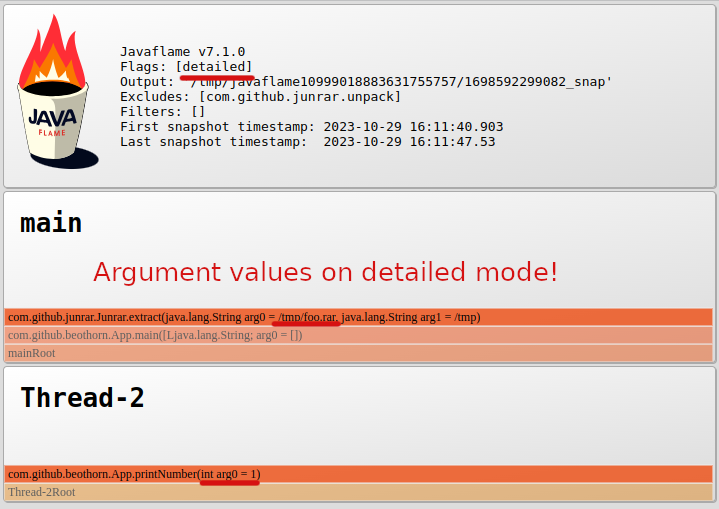 JAVA
FLAME
Javaflame v7.1.0
Flags: [detailed]
Output: '/tmp/javaflame10999018883631755757/1698592299082_snap'
Excludes: [com.github.junrar.unpack]
Filters: []
First snapshot timestamp: 2023-10-29 16:11:40.903
Last snapshot timestamp:  2023-10-29 16:11:47.53
main
Argument values on detailed mode!
com.github.junrar.Junrar.extract(java.lang.String arg0 = /tmp/foo.rar, java.lang.String arg1 = /tmp)
com.github.beothorn.App.main([Ljava.lang.String; arg0 = [])
mainRoot
Thread-2
com.github.beothorn.App.printNumber(int arg0 = 1)
Thread-2Root